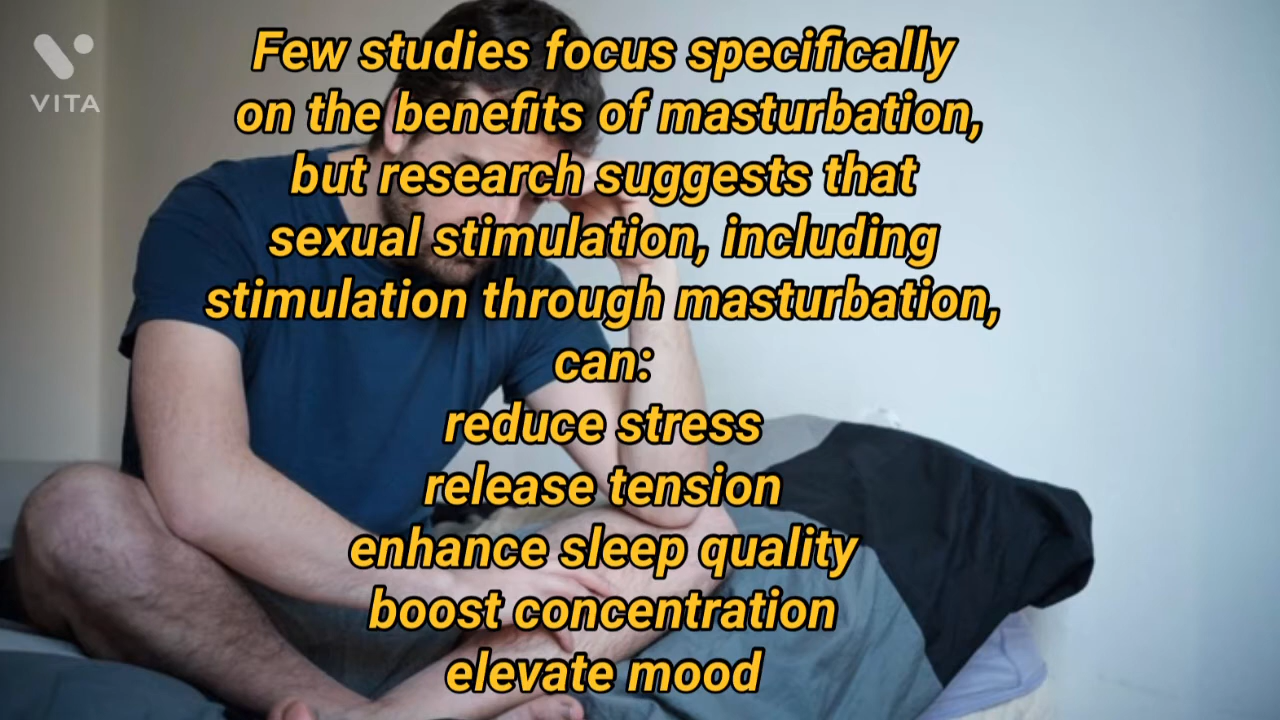 VITA
Few studies focus specifically
on the benefits of masturbation,
but research suggests that
sexual stimulation, including
stimulation through masturbation,
can:
reduce stress
release tension
enhance sleep quality
boost concentration
elevate mood